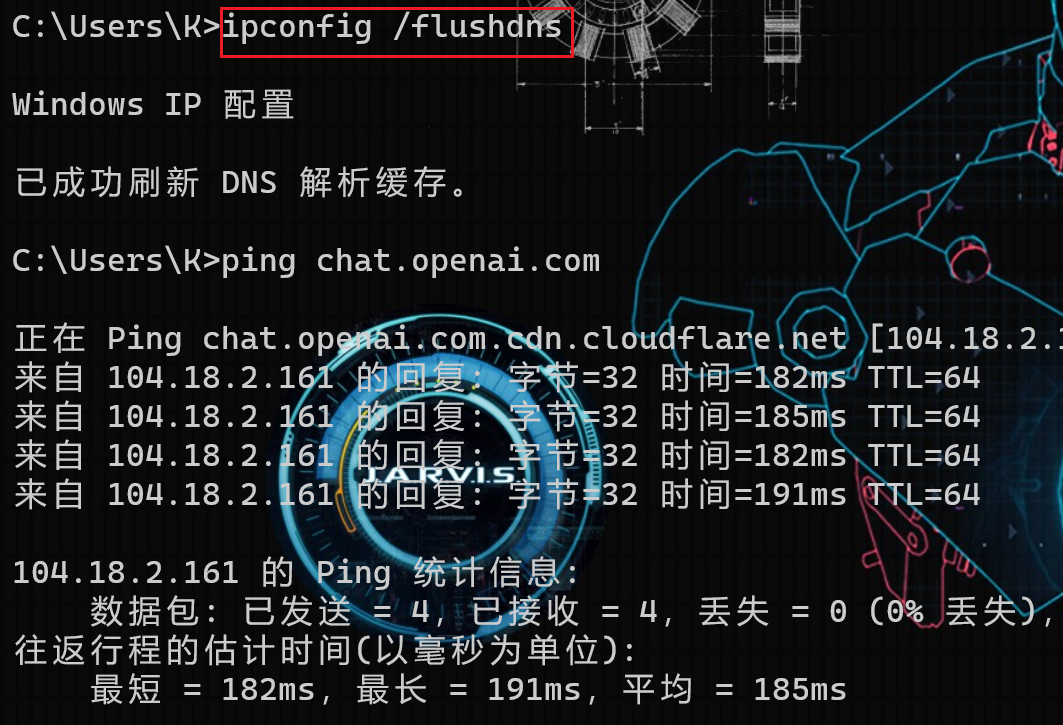 C:\Users\K>ipconfig /flushdns
Windows IP 配置
已成功刷新 DNS 解析缓存。
C:\Users\K>ping chat.openai.com
正在 Ping chat.openai.com.cdn.cloudflare.net [104.18.2.1
来自 104.18.2.161 的回复: 字节=32 时间=182ms TTL=64
来自 104.18.2.161 的回复: 字节=32 时间=185ms TTL=64
来自 104.18.2.161 的回复: 字节=32 时间=182ms TTL=64
J.A.R.V.I.S.
来自 104.18.2.161 的回复: 字节=32 时间=191ms TTL=64
104.18.2.161 的 Ping 统计信息:
数据包: 已发送 = 4, 已接收 = 4, 丢失 = 0 (0% 丢失),
往返行程的估计时间(以毫秒为单位):
最短 = 182ms, 最长 = 191ms, 平均 = 185ms